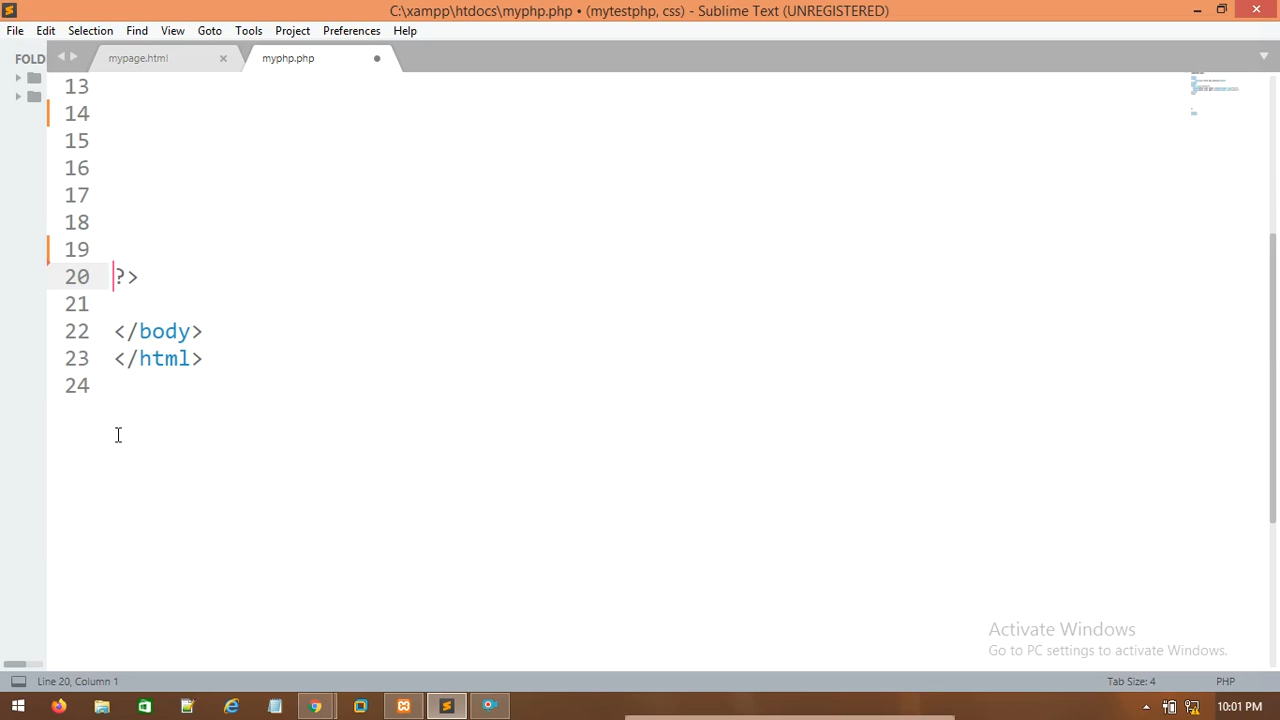 C:\xampp\htdocs\myphp.php • (mytestphp, css) - Sublime Text (UNREGISTERED)
File Edit Selection Find View Goto Tools Project Preferences Help
FOLD
mypage.html
myphp.php
13
14
15
16
17
18
19
20 ?>
21
22 </body>
23 </html>
24
Activate Windows
Go to PC settings to activate Windows.
Line 20, Column 1
Tab Size: 4
PHP
10:01 PM